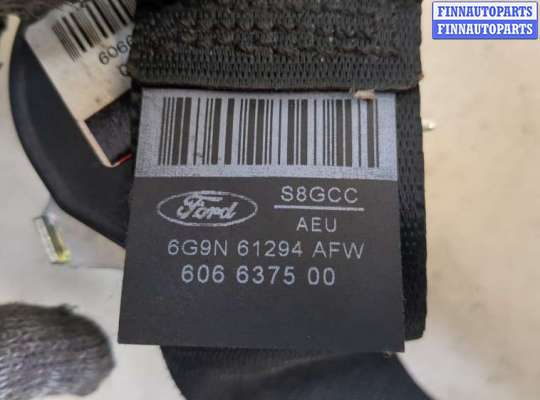 FINNAUTOPARTS
FINNAUTOPARTS
Ford
S8GCC
AEU
6G9N 61294 AFW
606 6375 00